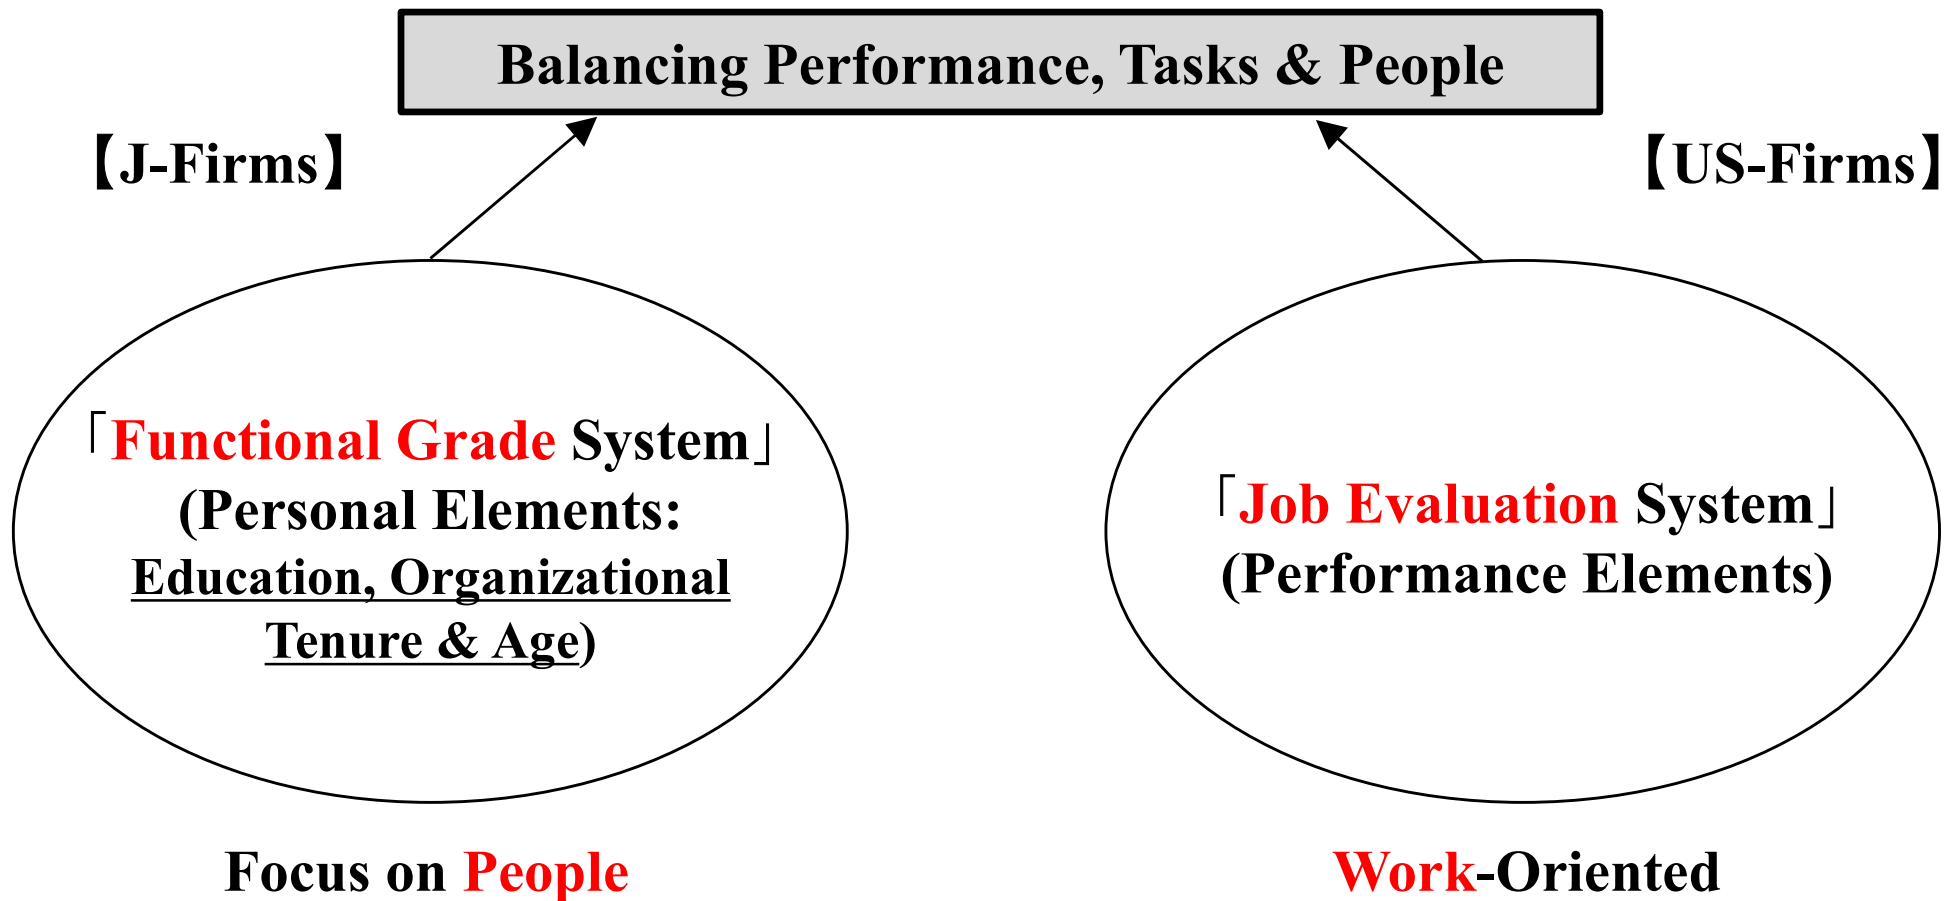 Balancing Performance, Tasks & People
【J-Firms】
【US-Firms】
「Functional Grade System」
(Personal Elements:
Education, Organizational
Tenure & Age)
「Job Evaluation System」
(Performance Elements)
Focus on People
Work-Oriented